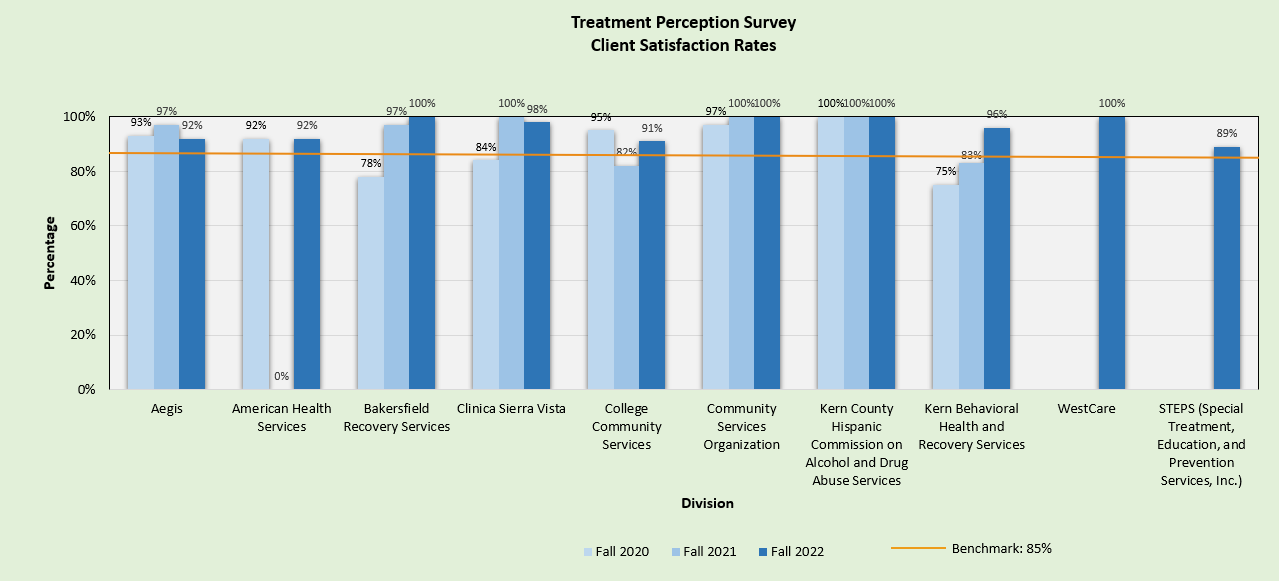 Treatment Perception Survey
Client Satisfaction Rates
Percentage
100%
80%
60%
40%
20%
0%
93%
97%
92%
92%
0%
92%
78%
97%
100%
84%
100%
98%
95%
82%
91%
97%
100%
100%
100%
100%
100%
75%
83%
96%
100%
89%
Aegis
American Health
Services
Bakersfield
Recovery Services
Clinica Sierra Vista
College
Community
Services
Community
Services
Organization
Kern County
Hispanic
Commission on
Alcohol and Drug
Abuse Services
Kern Behavioral
Health and
Recovery Services
WestCare
STEPS (Special
Treatment,
Education, and
Prevention
Services, Inc.)
Division
Fall 2020
Fall 2021
Fall 2022
Benchmark: 85%